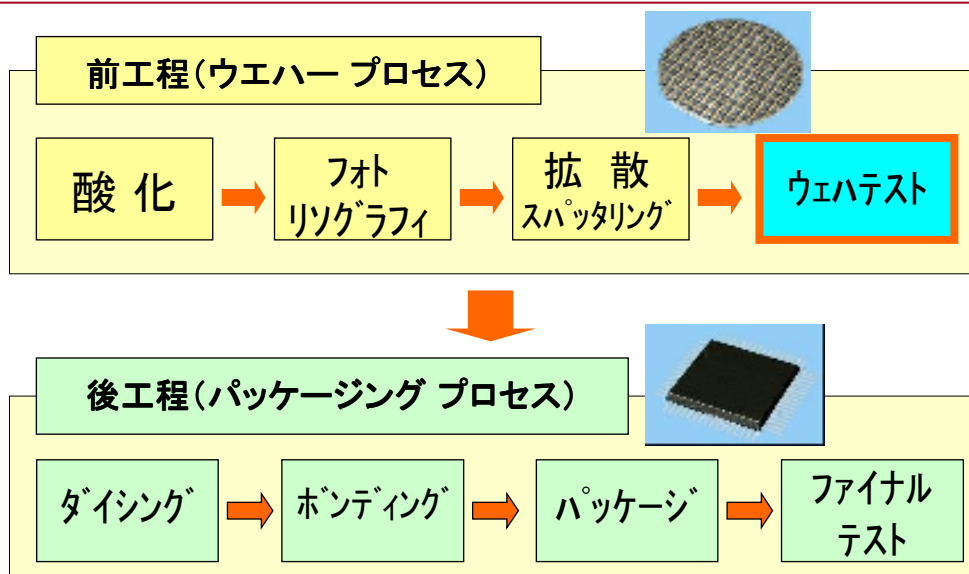 前工程(ウエハー プロセス)
酸 化
フォト
リソグラフィ
拡 散
スパッタリング
ウェハテスト
後工程(パッケージング プロセス)
ダイシング
ボンディング
パッケージ
ファイナル
テスト